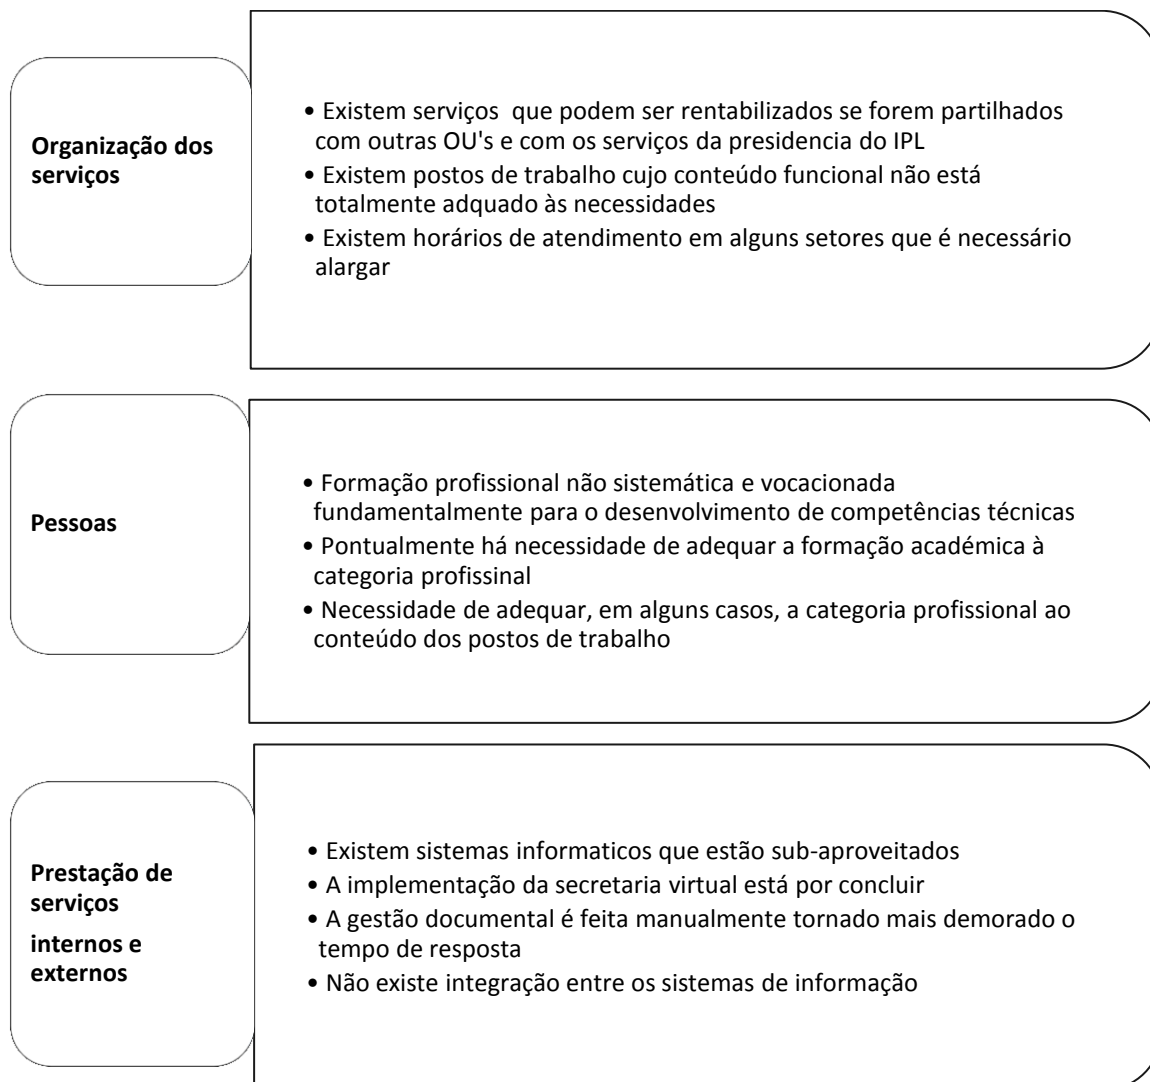 Organização dos
serviços
• Existem serviços  que podem ser rentabilizados se forem partilhados
com outras OU's e com os serviços da presidencia do IPL
• Existem postos de trabalho cujo conteúdo funcional não está
totalmente adquado às necessidades
• Existem horários de atendimento em alguns setores que é necessário
alargar
Pessoas
• Formação profissional não sistemática e vocacionada
fundamentalmente para o desenvolvimento de competências técnicas
• Pontualmente há necessidade de adequar a formação académica à
categoria profissinal
• Necessidade de adequar, em alguns casos, a categoria profissional ao
conteúdo dos postos de trabalho
Prestação de
serviços
internos e
externos
• Existem sistemas informaticos que estão sub-aproveitados
• A implementação da secretaria virtual está por concluir
• A gestão documental é feita manualmente tornado mais demorado o
tempo de resposta
• Não existe integração entre os sistemas de informação